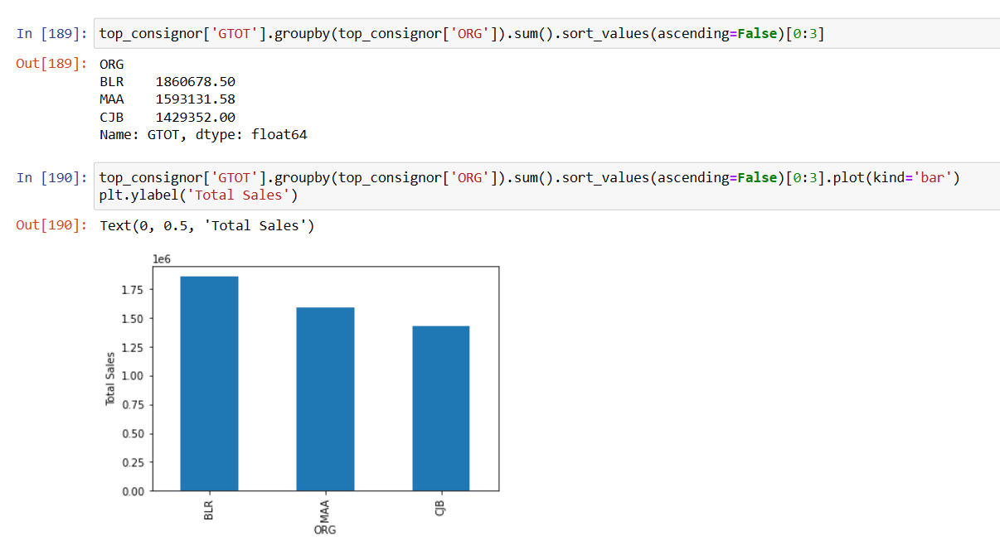 In [189]: top_consignor['GTOT'].groupby(top_consignor['ORG']).sum().sort_values(ascending=False)[0:3]
Out[189]: ORG
BLR    1860678.50
MAA    1593131.58
CJB    1429352.00
Name: GTOT, dtype: float64
In [190]: top_consignor['GTOT'].groupby(top_consignor['ORG']).sum().sort_values(ascending=False)[0:3].plot(kind='bar')
plt.ylabel('Total Sales')
Out[190]: Text(0, 0.5, 'Total Sales')
1e6
1.75
1.50
1.25
1.00
0.75
0.50
0.25
0.00
Total Sales
BLR
MAA
CJB
ORG